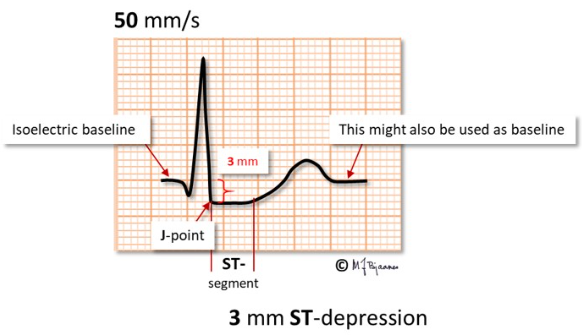 50 mm/s
Isoelectric baseline
This might also be used as baseline
3 mm
J-point
ST-
segment
©
3 mm ST-depression